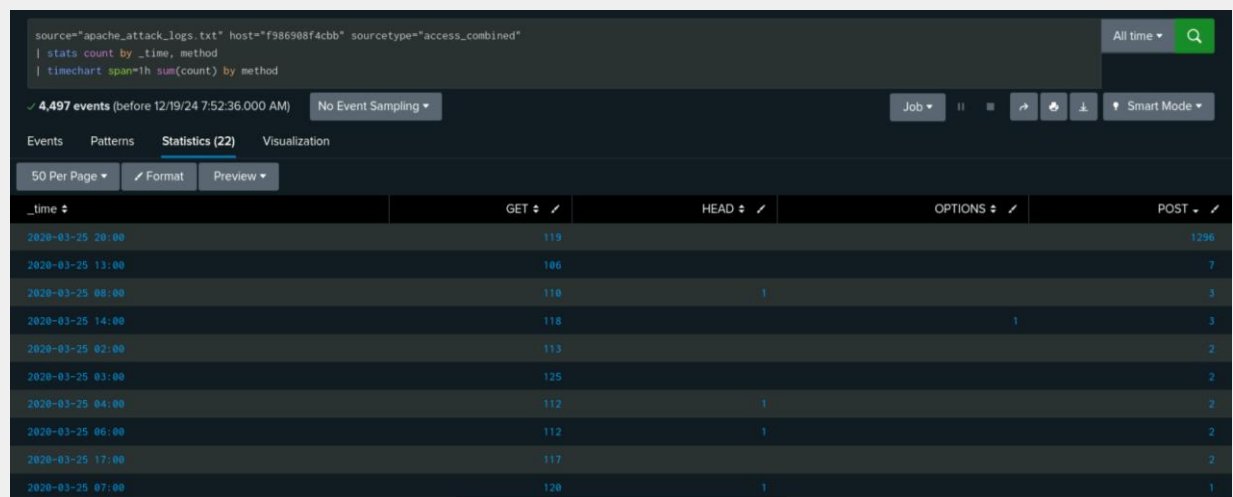 source="apache_attack_logs.txt" host="f986908f4cbb" sourcetype="access_combined"
| stats count by _time, method
| timechart span=1h sum(count) by method
All time
4,497 events (before 12/19/24 7:52:36.000 AM) No Event Sampling Job Smart Mode
Events Patterns Statistics (22) Visualization
50 Per Page Format Preview
_time GET HEAD OPTIONS POST
2020-03-25 20:00 119 1296
2020-03-25 13:00 106 7
2020-03-25 08:00 110 1 3
2020-03-25 14:00 118 1 3
2020-03-25 02:00 113 2
2020-03-25 03:00 125 2
2020-03-25 04:00 112 1 2
2020-03-25 06:00 112 1 2
2020-03-25 17:00 117 2
2020-03-25 07:00 120 1 1